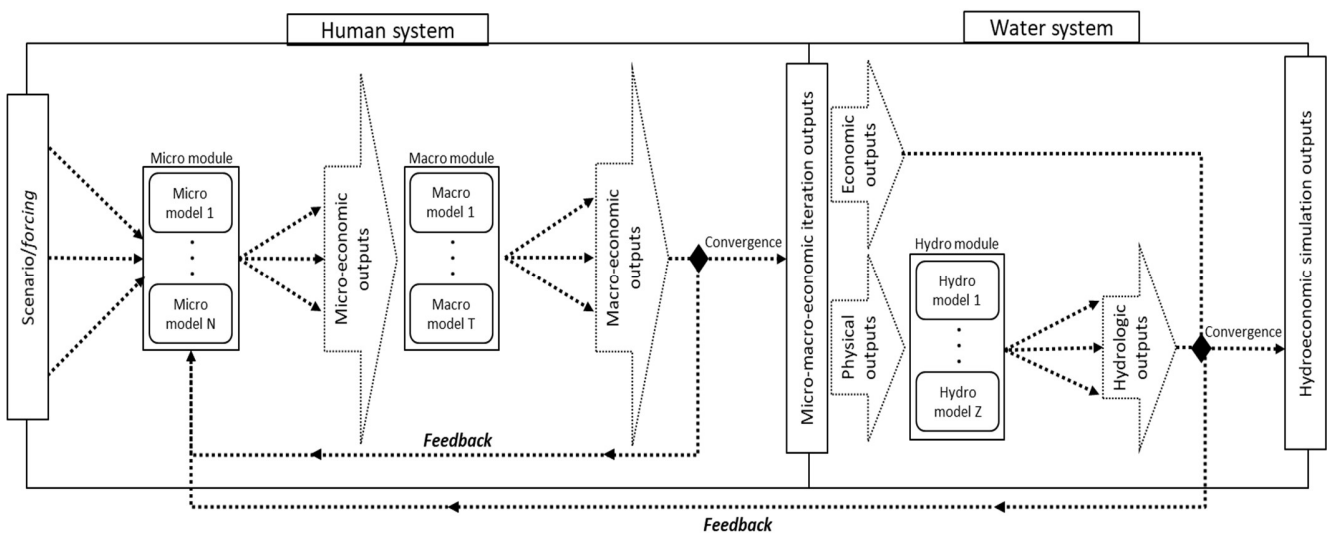 Human system
Water system
Scenario/forcing
Micro module
Micro
model 1
Micro
model N
Micro-economic
outputs
Macro module
Macro
model 1
Macro
model T
Macro-economic
outputs
Convergence
Feedback
Micro-macro-economic iteration outputs
Economic
outputs
Physical
outputs
Hydro module
Hydro
model 1
Hydro
model Z
Hydrologic
outputs
Convergence
Hydroeconomic simulation outputs
Feedback